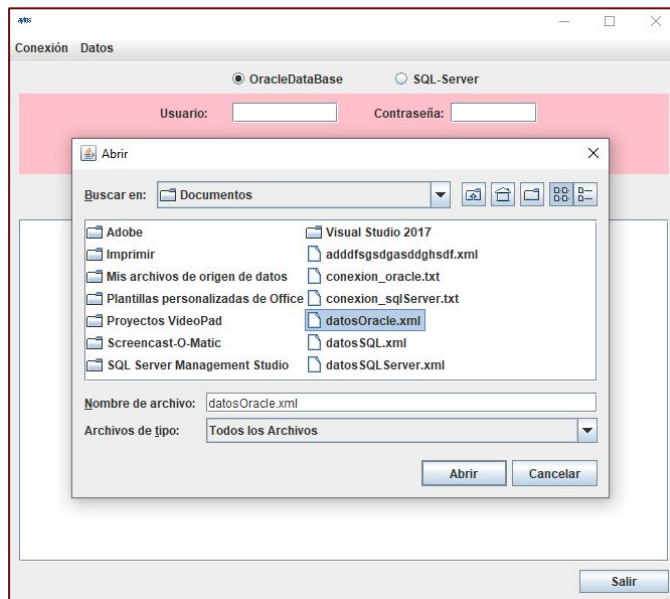 aytos
Conexión Datos
OracleDataBase SQL-Server
Usuario: Contraseña:
Abrir
Buscar en: Documentos
Adobe Visual Studio 2017
Imprimir adddfsgsdgasddghsdf.xml
Mis archivos de origen de datos conexion_oracle.txt
Plantillas personalizadas de Office conexion_sqlServer.txt
Proyectos VideoPad datosOracle.xml
Screencast-O-Matic datosSQL.xml
SQL Server Management Studio datosSQLServer.xml
Nombre de archivo: datosOracle.xml
Archivos de tipo: Todos los Archivos
Abrir Cancelar
Salir